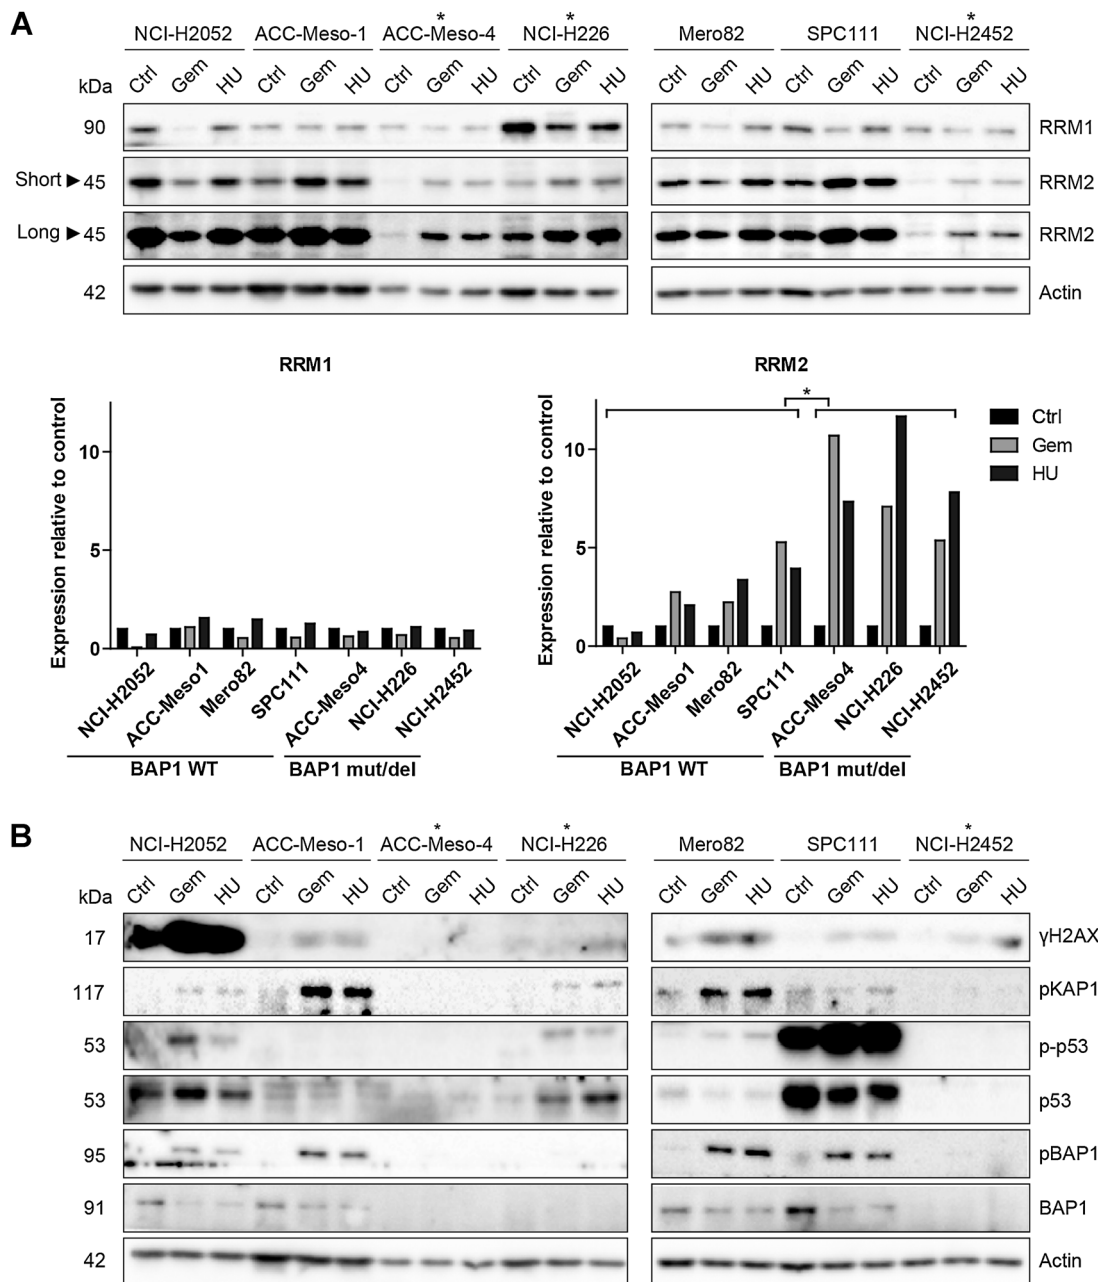 A
* * *
NCI-H2052 ACC-Meso-1 ACC-Meso-4 NCI-H226 Mero82 SPC111 NCI-H2452
kDa Ctrl Gem HU Ctrl Gem HU Ctrl Gem HU Ctrl Gem HU Ctrl Gem HU Ctrl Gem HU Ctrl Gem HU
90 RRM1
Short ►45 RRM2
Long ►45 RRM2
42 Actin
RRM1
Expression relative to control
10
5
0
NCI-H2052 ACC-Meso1 Mero82 SPC111 ACC-Meso4 NCI-H226 NCI-H2452
BAP1 WT BAP1 mut/del
RRM2
*
Expression relative to control
10
5
0
NCI-H2052 ACC-Meso1 Mero82 SPC111 ACC-Meso4 NCI-H226 NCI-H2452
BAP1 WT BAP1 mut/del
Ctrl
Gem
HU
B
* * *
NCI-H2052 ACC-Meso-1 ACC-Meso-4 NCI-H226 Mero82 SPC111 NCI-H2452
kDa Ctrl Gem HU Ctrl Gem HU Ctrl Gem HU Ctrl Gem HU Ctrl Gem HU Ctrl Gem HU Ctrl Gem HU
17 γH2AX
117 pKAP1
53 p-p53
53 p53
95 pBAP1
91 BAP1
42 Actin